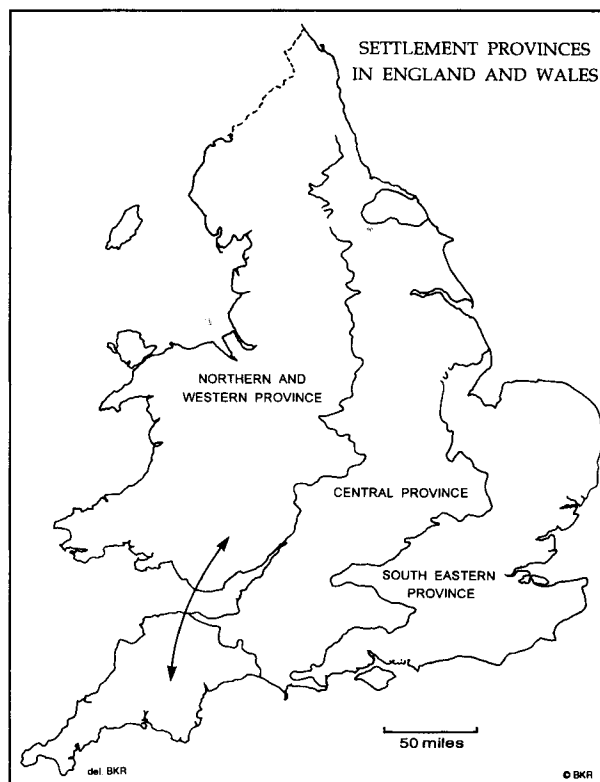 SETTLEMENT PROVINCES
IN ENGLAND AND WALES
NORTHERN AND
WESTERN PROVINCE
CENTRAL PROVINCE
SOUTH EASTERN
PROVINCE
50 miles
del. BKR
© BKR